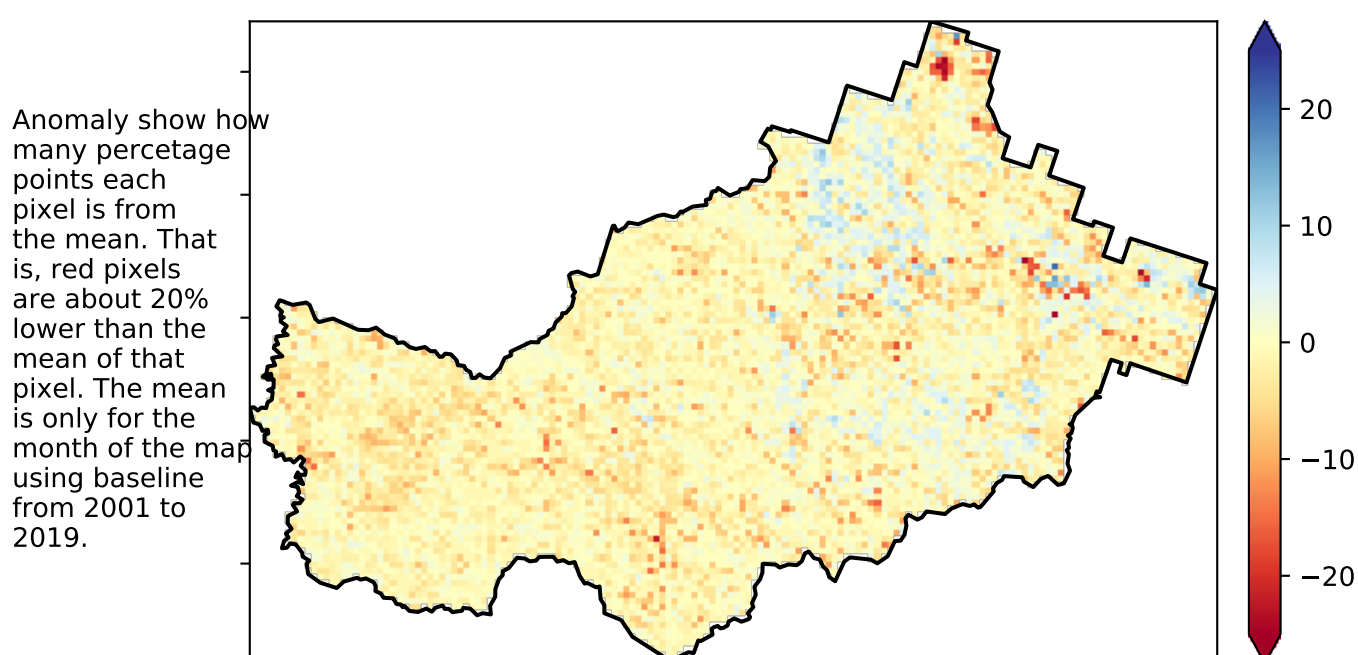 Anomaly show how
many percetage
points each
pixel is from
the mean. That
is, red pixels
are about 20%
lower than the
mean of that
pixel. The mean
is only for the
month of the map
using baseline
from 2001 to
2019.
20
10
0
−10
−20